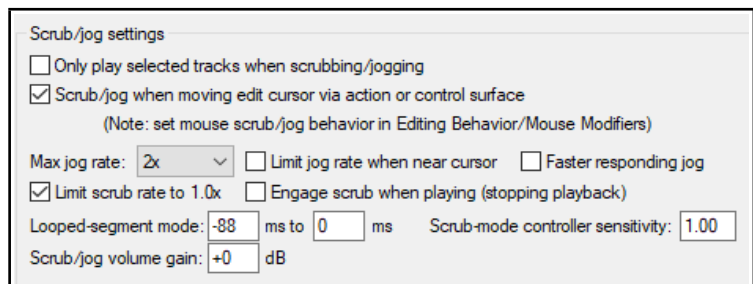 Scrub/jog settings
Only play selected tracks when scrubbing/jogging
Scrub/jog when moving edit cursor via action or control surface
(Note: set mouse scrub/jog behavior in Editing Behavior/Mouse Modifiers)
Max jog rate: 2x Limit jog rate when near cursor Faster responding jog
Limit scrub rate to 1.0x Engage scrub when playing (stopping playback)
Looped-segment mode: -88 ms to 0 ms Scrub-mode controller sensitivity: 1.00
Scrub/jog volume gain: +0 dB